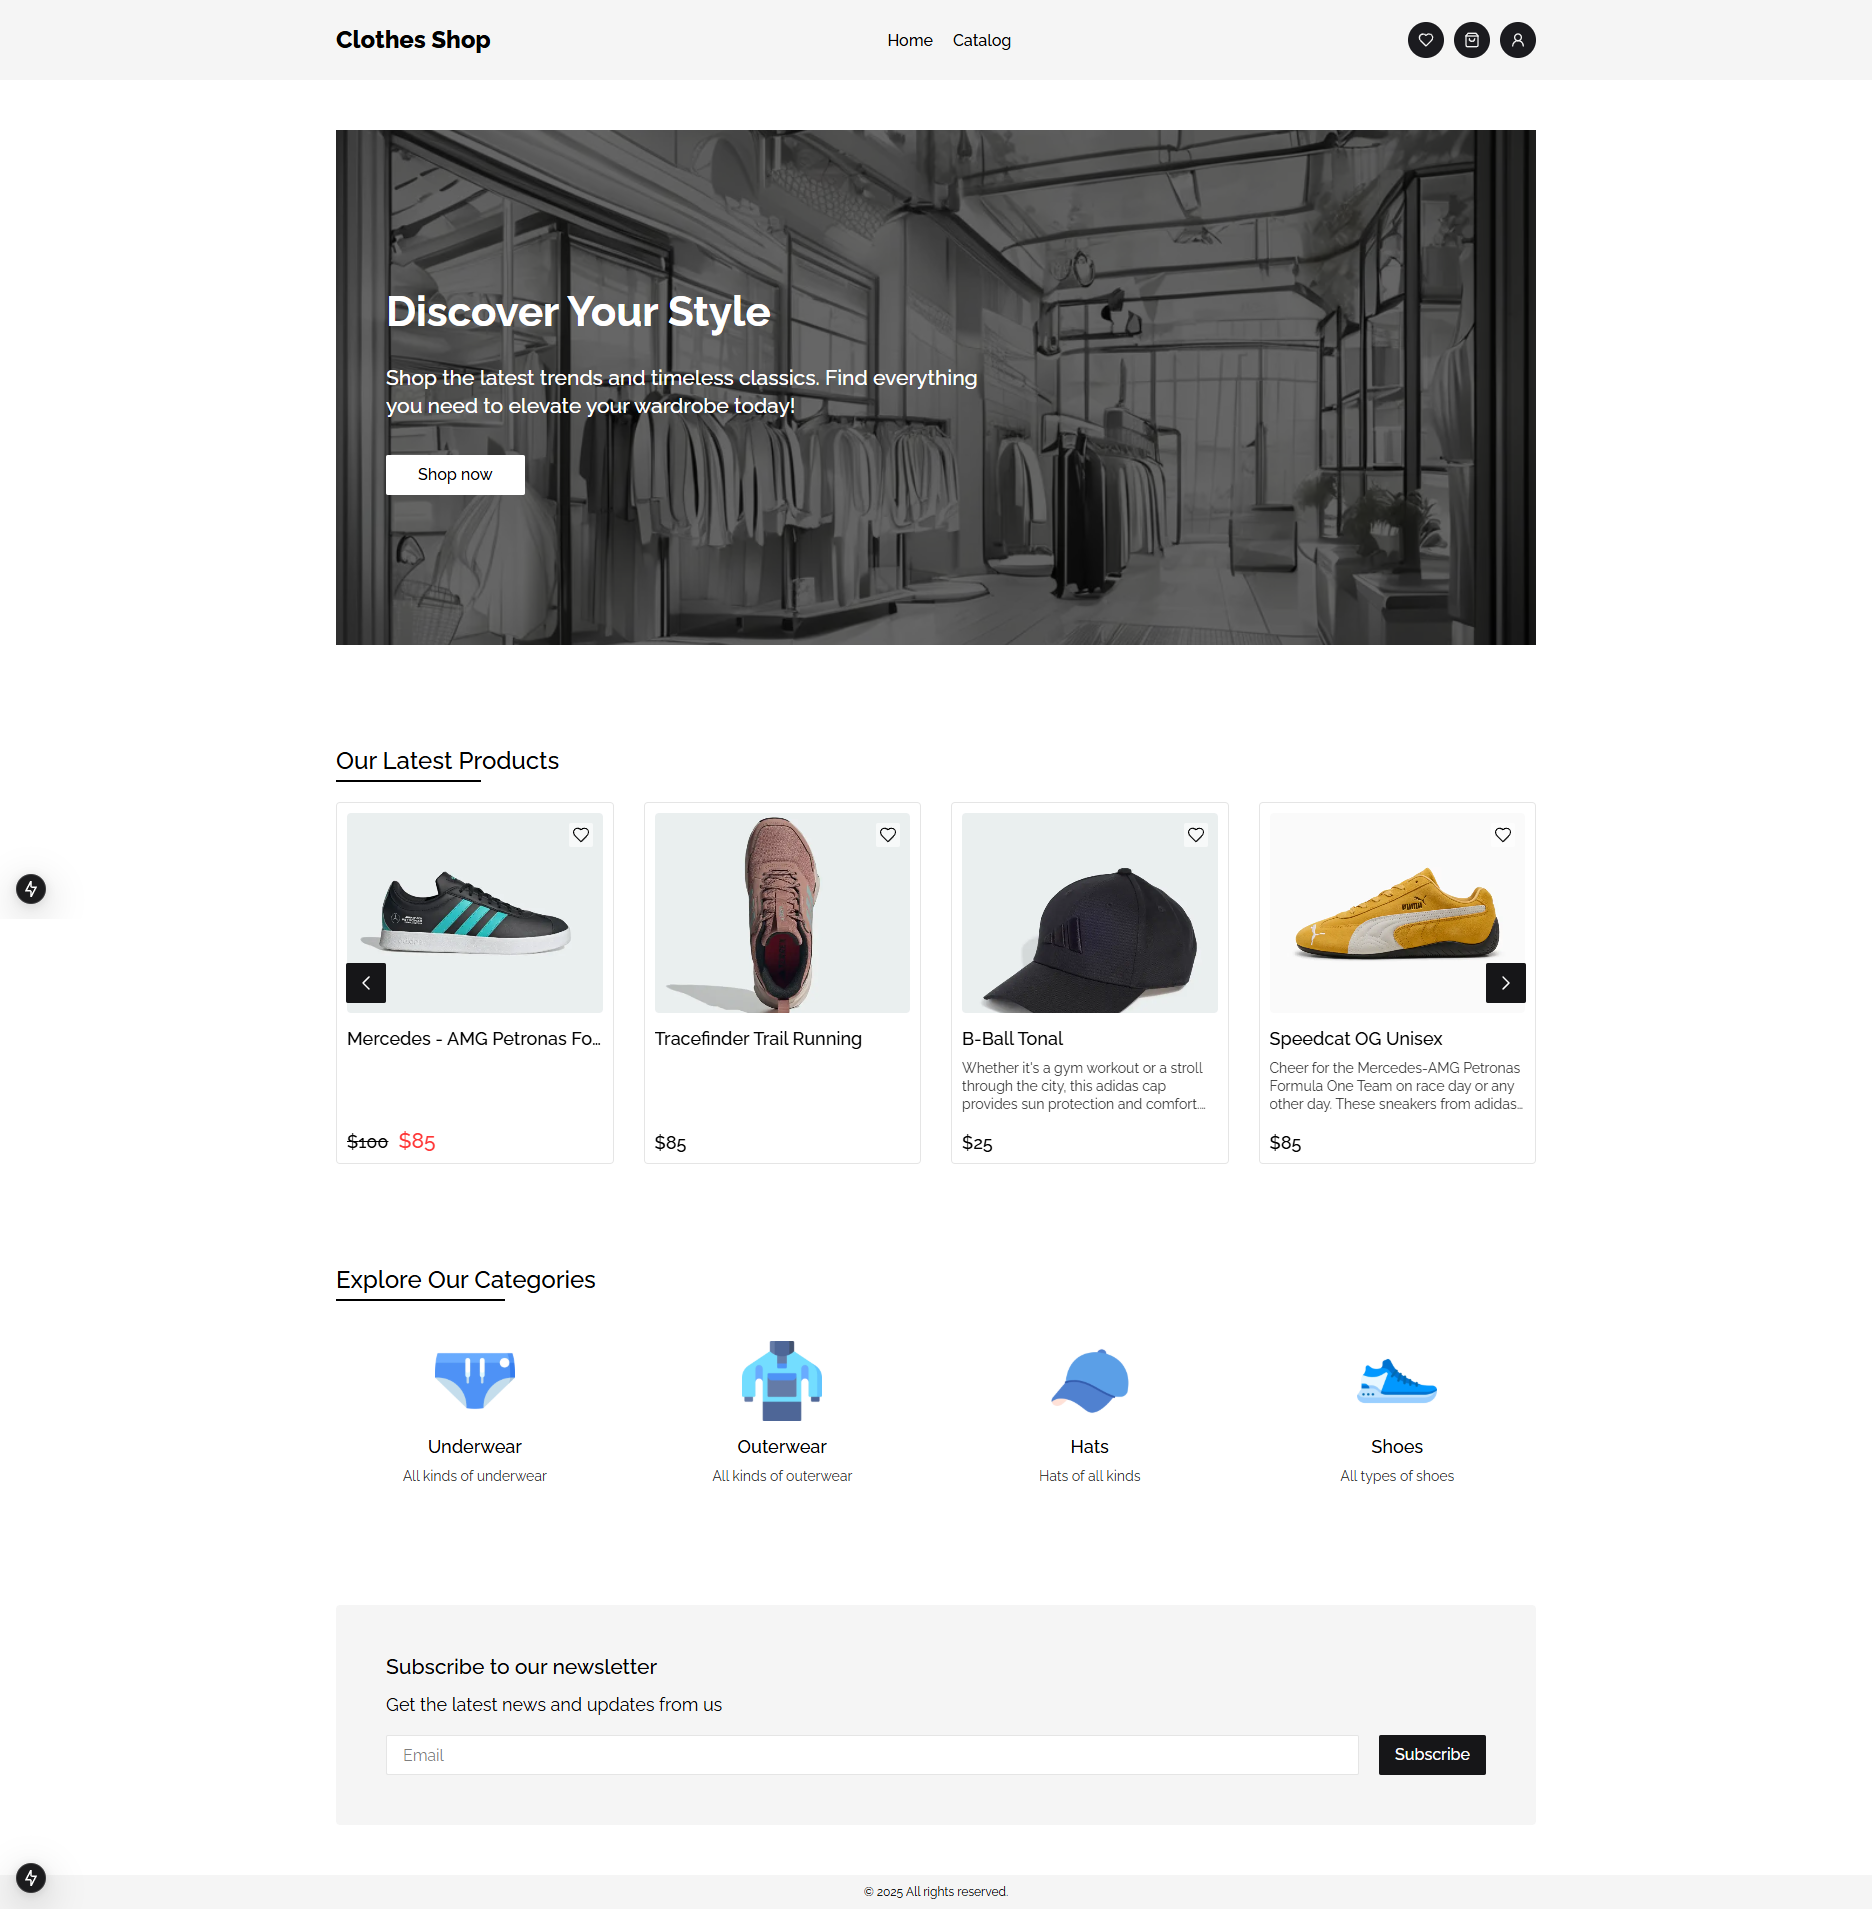 Clothes Shop
Home
Catalog
Discover Your Style
Shop the latest trends and timeless classics. Find everything
you need to elevate your wardrobe today!
Shop now
Our Latest Products
Mercedes - AMG Petronas Fo...
$100 $85
Tracefinder Trail Running
$85
B-Ball Tonal
Whether it's a gym workout or a stroll
through the city, this adidas cap
provides sun protection and comfort....
$25
Speedcat OG Unisex
Cheer for the Mercedes-AMG Petronas
Formula One Team on race day or any
other day. These sneakers from adidas...
$85
Explore Our Categories
Underwear
All kinds of underwear
Outerwear
All kinds of outerwear
Hats
Hats of all kinds
Shoes
All types of shoes
Subscribe to our newsletter
Get the latest news and updates from us
Email
Subscribe
© 2025 All rights reserved.